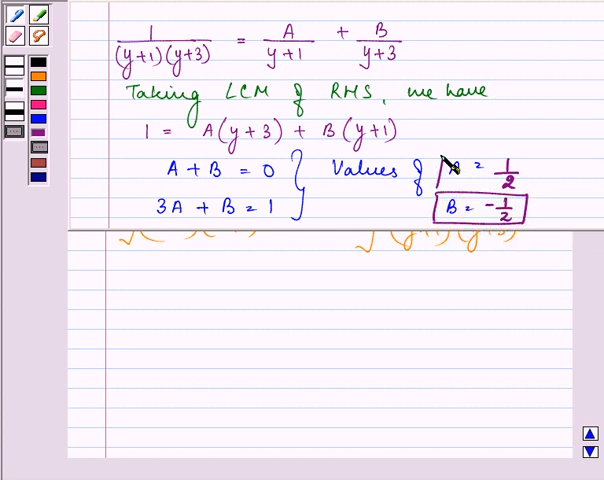 1/((y+1)(y+3)) = A/(y+1) + B/(y+3)
Taking LCM of RHS, we have
1 = A(y+3) + B(y+1)
A + B = 0 } Values of A = 1/2
3A + B = 1 B = -1/2